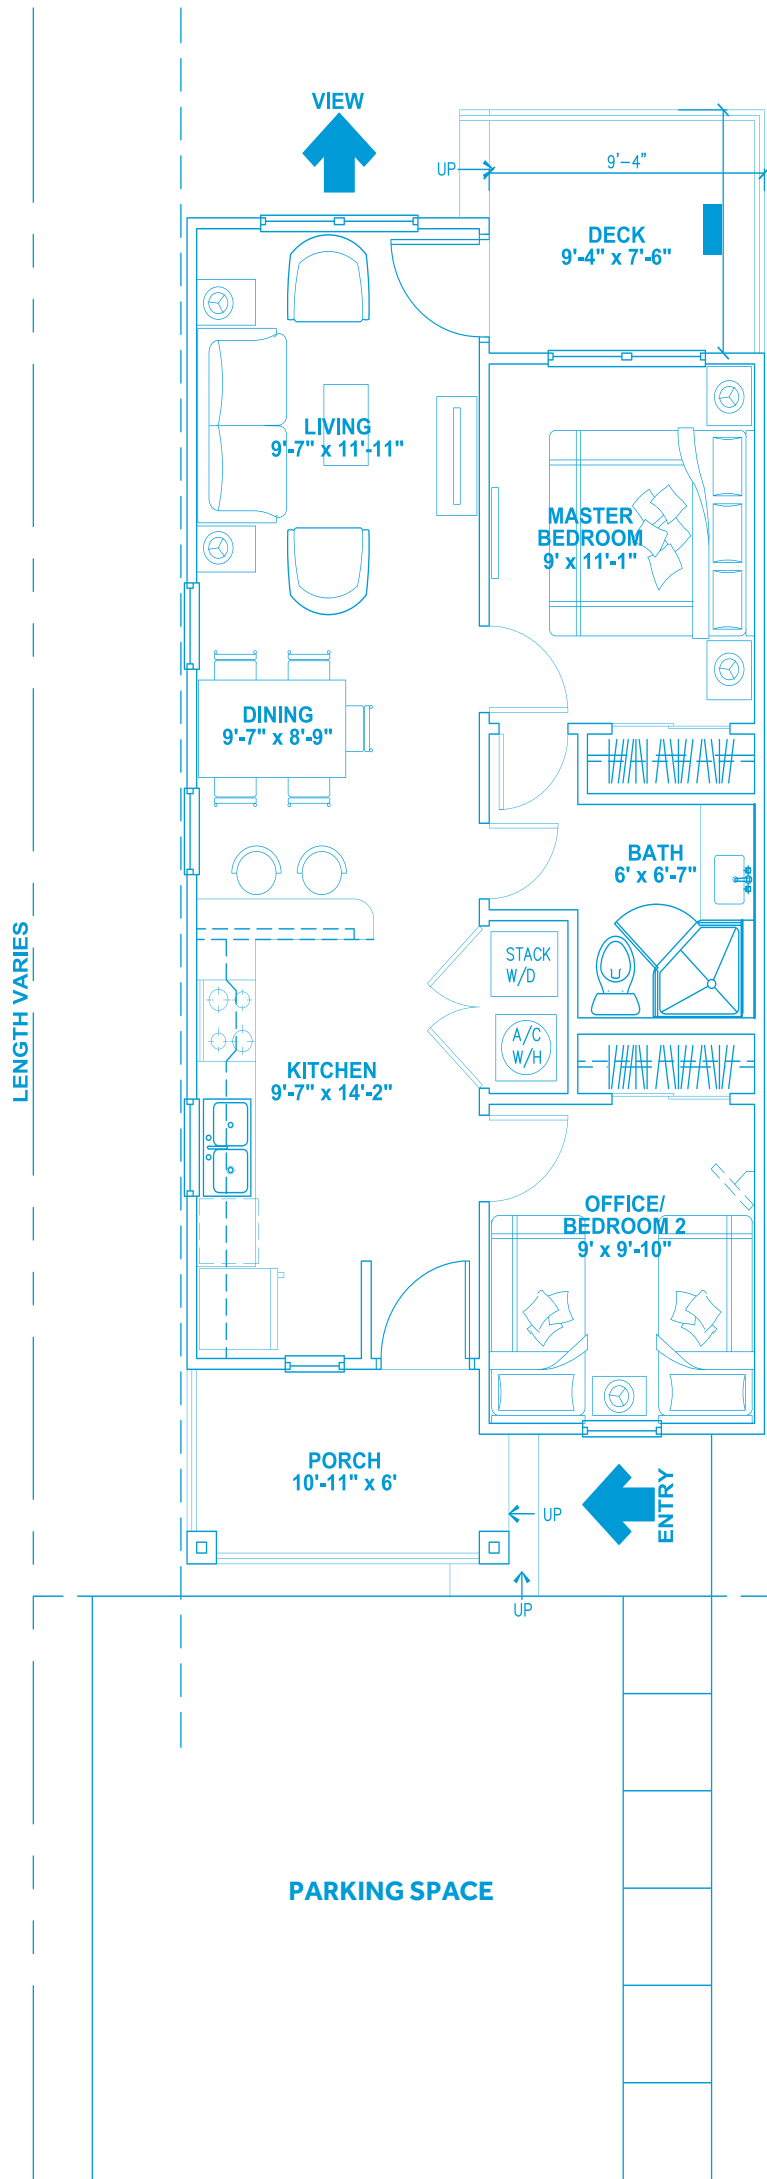 VIEW
UP
9'-4"
DECK
9'-4" x 7'-6"
LIVING
9'-7" x 11'-11"
MASTER
BEDROOM
9' x 11'-1"
DINING
9'-7" x 8'-9"
BATH
6' x 6'-7"
STACK
W/D
A/C
W/H
LENGTH VARIES
KITCHEN
9'-7" x 14'-2"
OFFICE/
BEDROOM 2
9' x 9'-10"
PORCH
10'-11" x 6'
UP
ENTRY
UP
PARKING SPACE